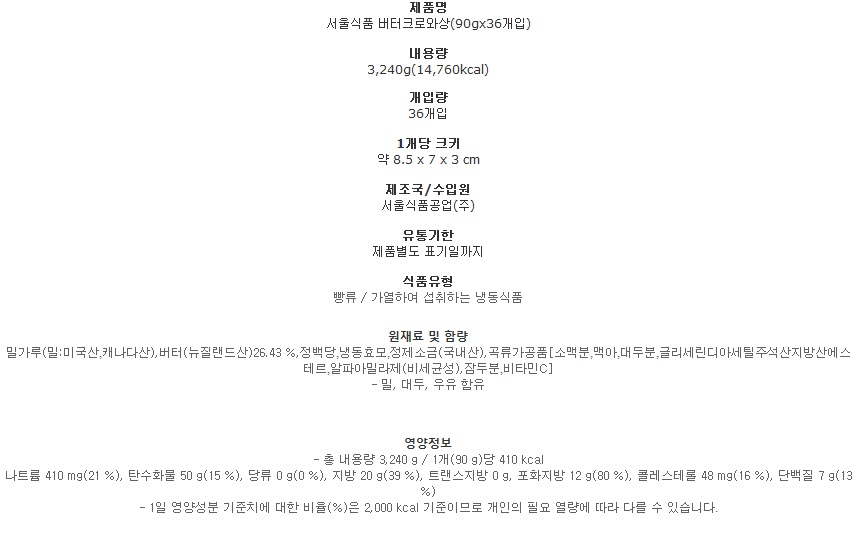 제품명
서울식품 버터크로와상(90gx36개입)
내용량
3,240g(14,760kcal)
개입량
36개입
1개당 크키
약 8.5 x 7 x 3 cm
제조국/수입원
서울식품공업(주)
유통기한
제품별도 표기일까지
식품유형
빵류 / 가열하여 섭취하는 냉동식품
원재료 및 함량
밀가루(밀:미국산,캐나다산),버터(뉴질랜드산)26.43 %,정백당,냉동효모,정제소금(국내산),곡류가공품[소맥분,맥아,대두분,글리세린디아세틸주석산지방산에스
테르,알파아밀라제(비세균성),잠두분,비타민C]
- 밀, 대두, 우유 함유
영양정보
- 총 내용량 3,240 g / 1개(90 g)당 410 kcal
나트륨 410 mg(21 %), 탄수화물 50 g(15 %), 당류 0 g(0 %), 지방 20 g(39 %), 트랜스지방 0 g, 포화지방 12 g(80 %), 콜레스테롤 48 mg(16 %), 단백질 7 g(13
%)
- 1일 영양성분 기준치에 대한 비율(%)은 2,000 kcal 기준이므로 개인의 필요 열량에 따라 다를 수 있습니다.